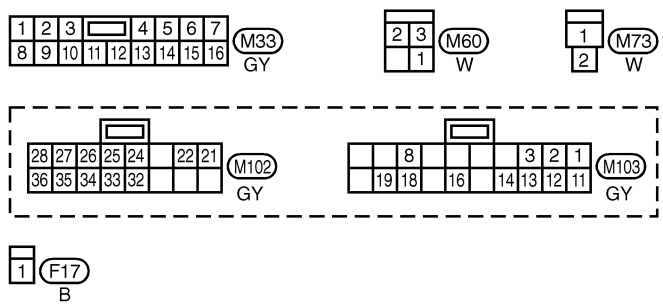 1 2 3 4 5 6 7
8 9 10 11 12 13 14 15 16
M33
GY
2 3
1
M60
W
1
2
M73
W
28 27 26 25 24 22 21
36 35 34 33 32
M102
GY
8 3 2 1
19 18 16 14 13 12 11
M103
GY
1
F17
B